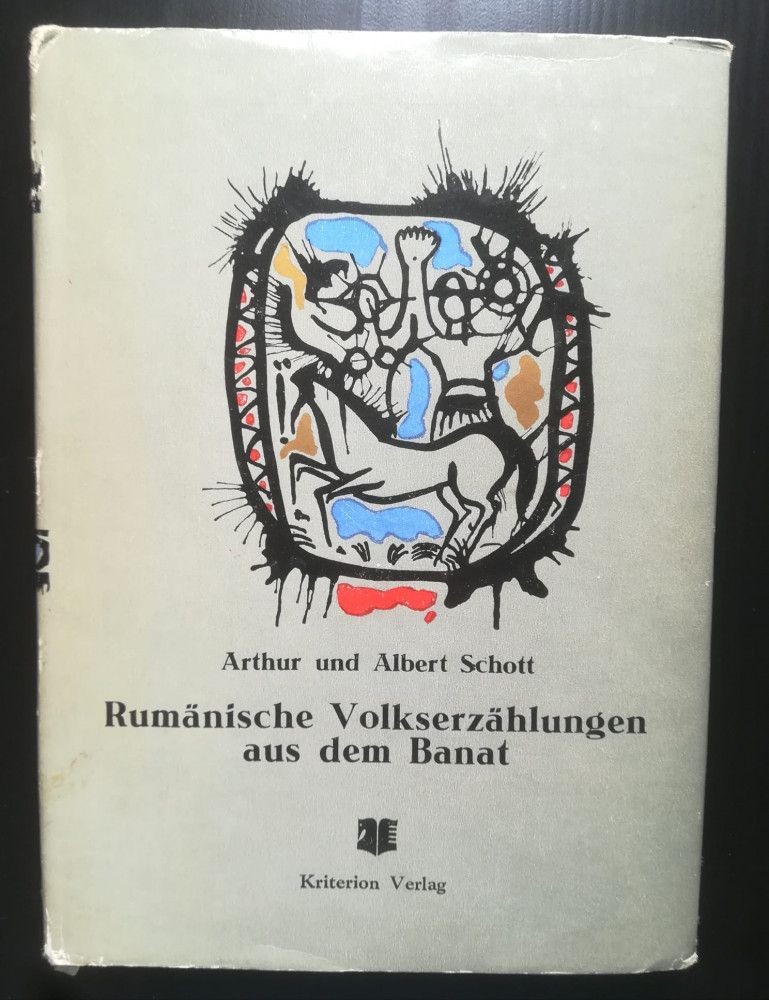 Arthur und Albert Schott
Rumänische Volkserzählungen
aus dem Banat
Kriterion Verlag